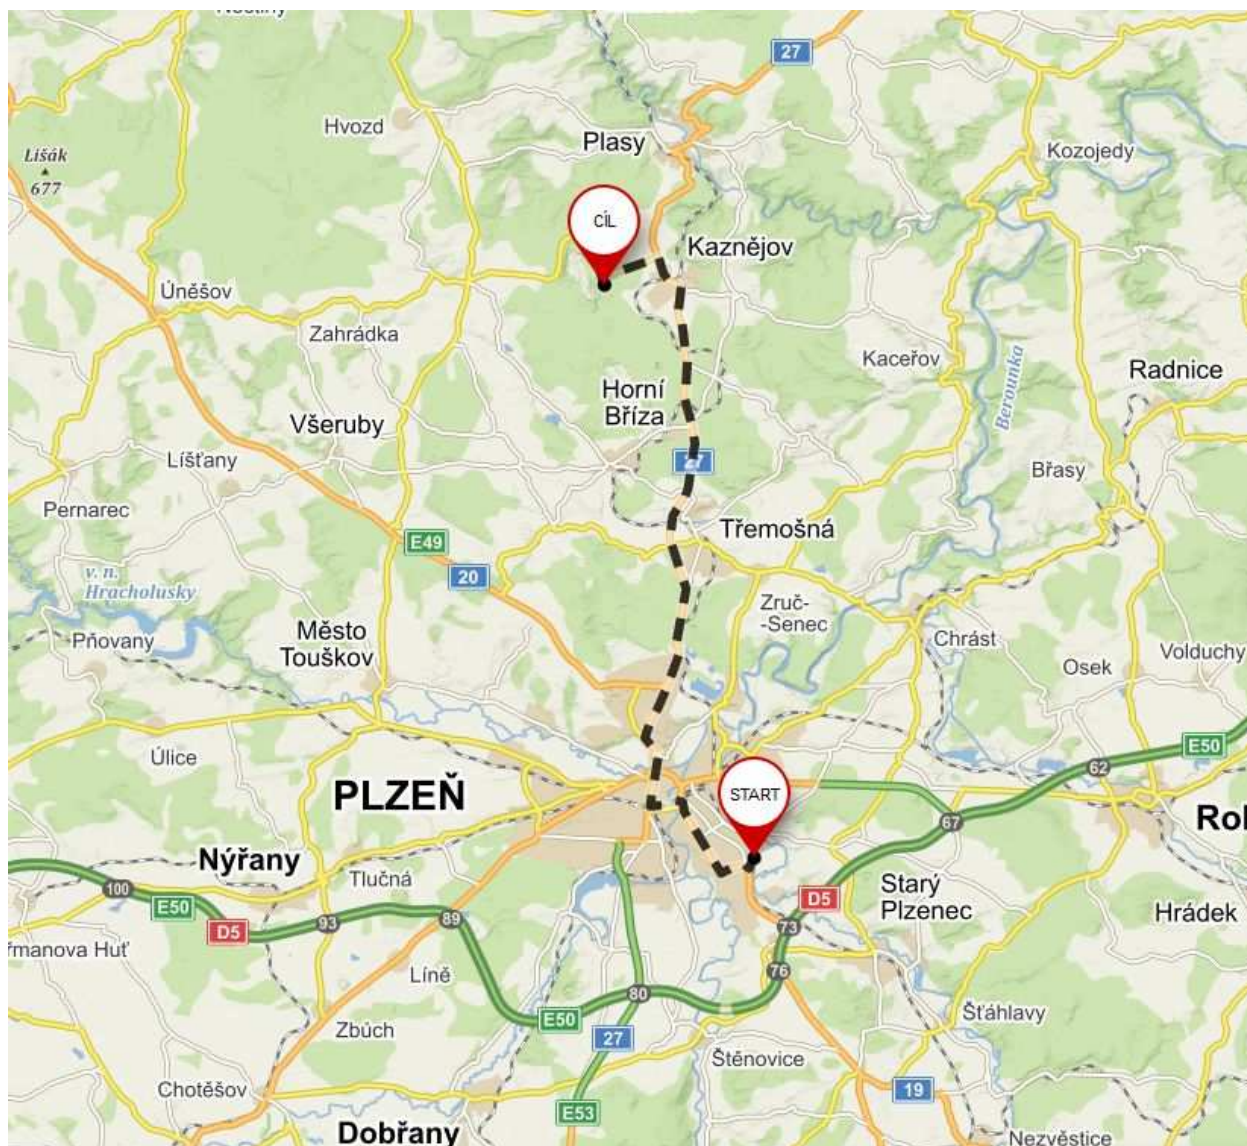 27
Hvozd
Plasy
Lišák
677
Kozojedy
CÍL
Kaznějov
Úněšov
Zahrádka
Kaceřov
Berounka
Radnice
Horní
Bříza
Všeruby
Líšťany
27
Břasy
Pernarec
Třemošná
E49
20
v. n.
Hracholusky
Zruč-
-Senec
Město
Touškov
Pňovany
Chrást
Osek
Volduchy
Úlice
E50
62
PLZEŇ
START
67
Nýřany
Tlučná
100
E50
D5
93
89
D5
Starý
Plzenec
73
Hrádek
Líně
76
80
E50
27
Šťáhlavy
Zbůch
Štěnovice
Chotěšov
19
E53
Dobřany
Nezvěstice